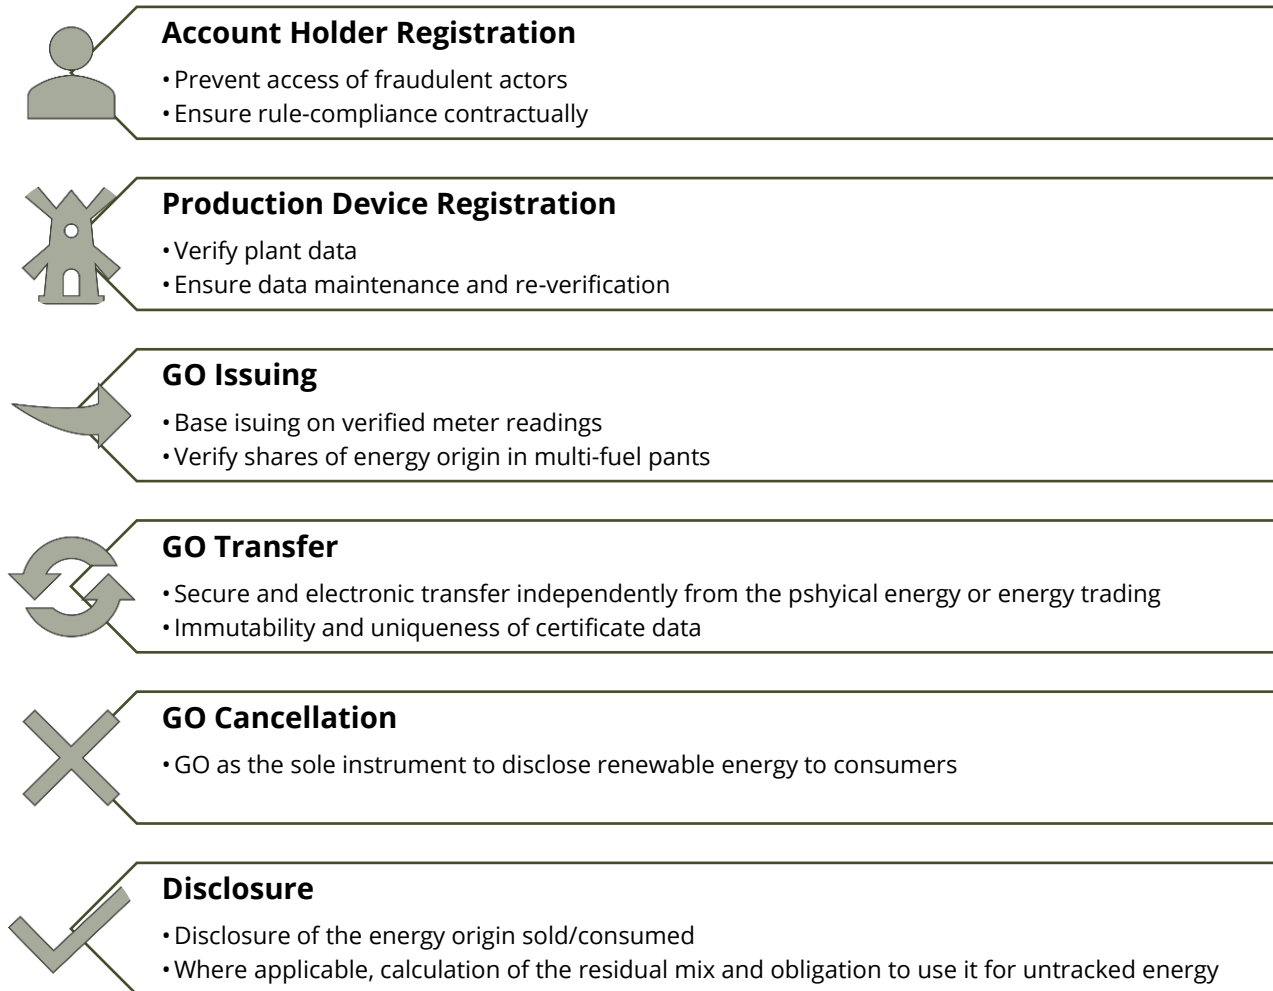 Account Holder Registration
•Prevent access of fraudulent actors
•Ensure rule-compliance contractually
Production Device Registration
•Verify plant data
•Ensure data maintenance and re-verification
GO Issuing
•Base isuing on verified meter readings
•Verify shares of energy origin in multi-fuel pants
GO Transfer
•Secure and electronic transfer independently from the pshyical energy or energy trading
•Immutability and uniqueness of certificate data
GO Cancellation
•GO as the sole instrument to disclose renewable energy to consumers
Disclosure
•Disclosure of the energy origin sold/consumed
•Where applicable, calculation of the residual mix and obligation to use it for untracked energy